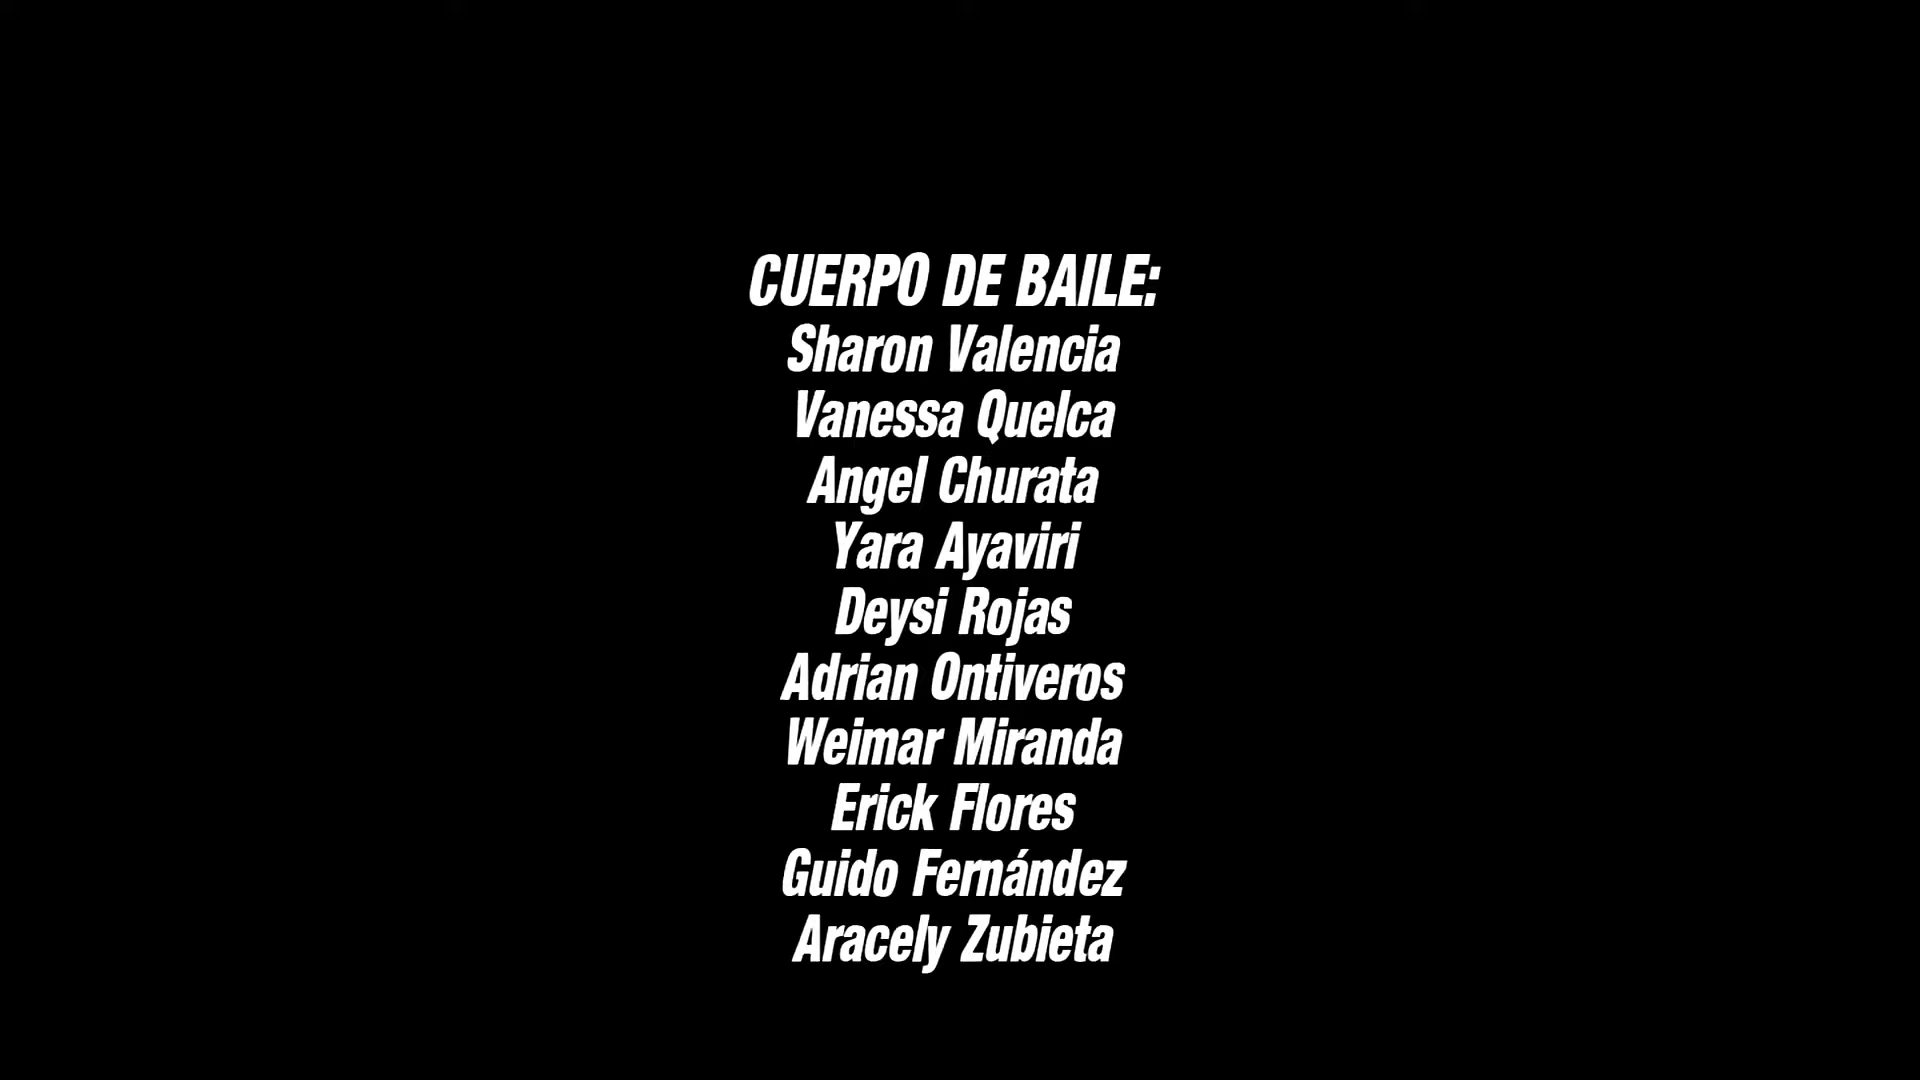 CUERPO DE BAILE:
Sharon Valencia
Vanessa Quelca
Angel Churata
Yara Ayaviri
Deysi Rojas
Adrian Ontiveros
Weimar Miranda
Erick Flores
Guido Fernández
Aracely Zubieta